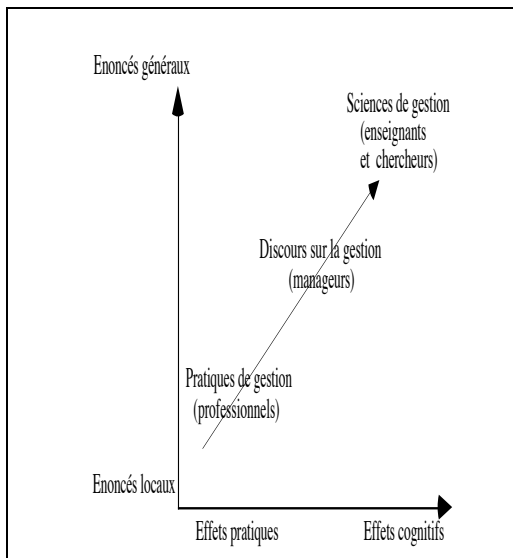 Enoncés généraux
Sciences de gestion
(enseignants
et chercheurs)
Discours sur la gestion
(manageurs)
Pratiques de gestion
(professionnels)
Enoncés locaux
Effets pratiques
Effets cognitifs